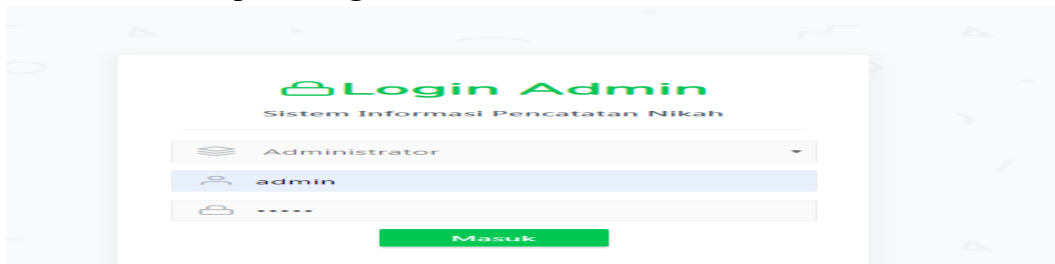 Login Admin
Sistem Informasi Pencatatan Nikah
Administrator
admin
•••••
Masuk